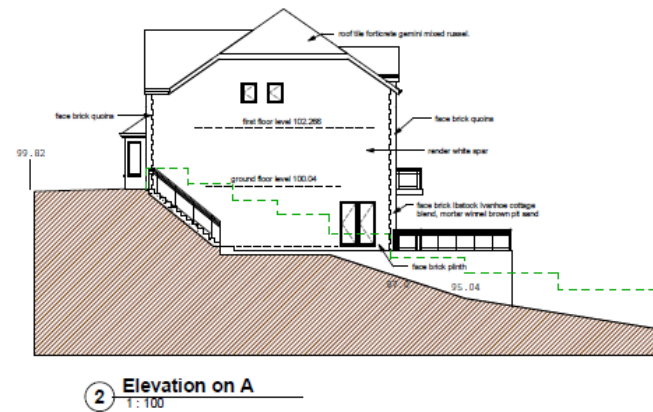 roof tile forticrete gemini mixed russel.
face brick quoins
first floor level 102.266
face brick quoins
render white spar
99.82
ground floor level 100.04
face brick Ibstock Ivanhoe cottage
blend, mortar winnel brown pit sand
face brick plinth
95.04
2 Elevation on A
1 : 100